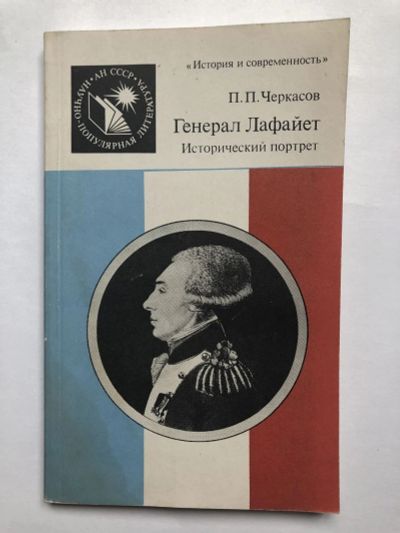 АН СССР · НАУЧНО-ПОПУЛЯРНАЯ ЛИТЕРАТУРА ·
«История и современность»
П. П. Черкасов
Генерал Лафайет
Исторический портрет